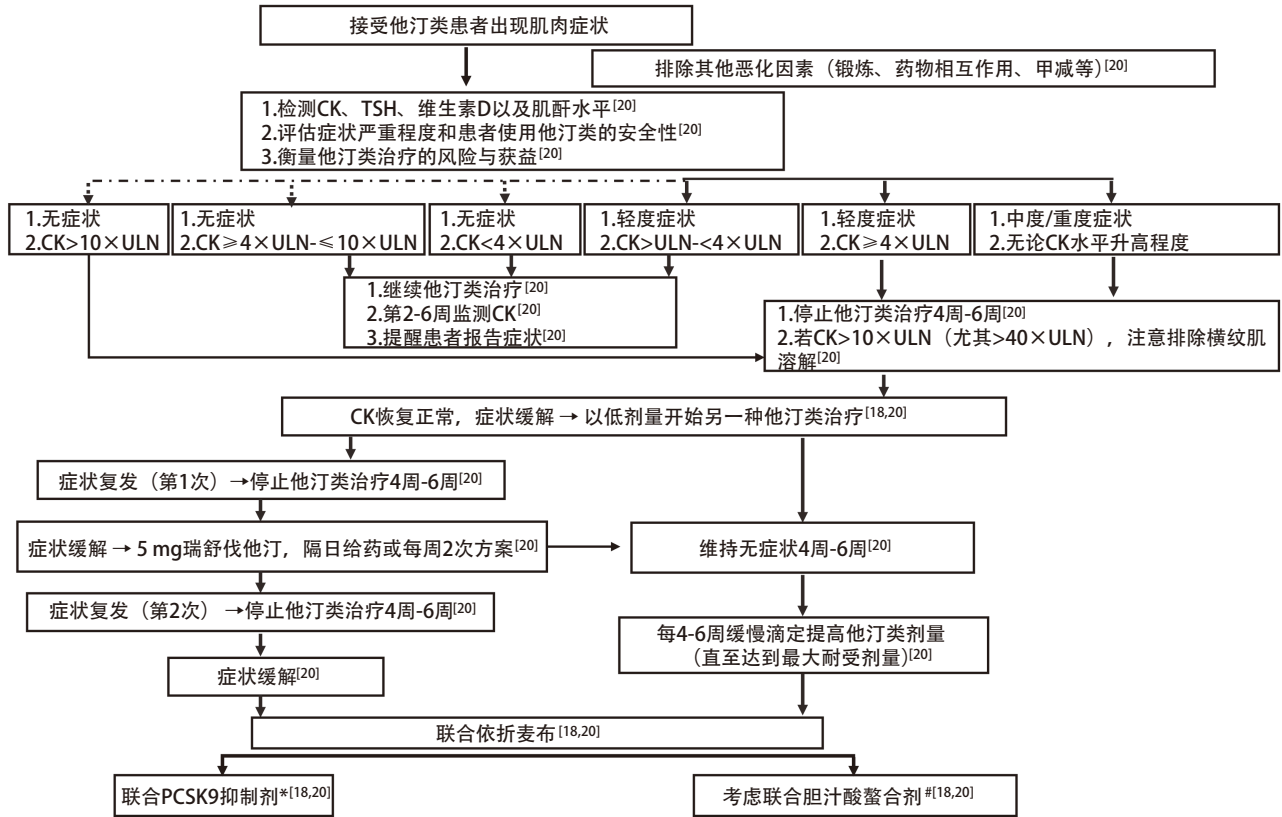 接受他汀类患者出现肌肉症状
排除其他恶化因素（锻炼、药物相互作用、甲减等）[20]
1.检测CK、TSH、维生素D以及肌酐水平[20]
2.评估症状严重程度和患者使用他汀类的安全性[20]
3.衡量他汀类治疗的风险与获益[20]
1.无症状
2.CK>10×ULN
1.无症状
2.CK≥4×ULN-≤10×ULN
1.无症状
2.CK<4×ULN
1.轻度症状
2.CK>ULN-<4×ULN
1.轻度症状
2.CK≥4×ULN
1.中度/重度症状
2.无论CK水平升高程度
1.继续他汀类治疗[20]
2.第2-6周监测CK[20]
3.提醒患者报告症状[20]
1.停止他汀类治疗4周-6周[20]
2.若CK>10×ULN（尤其>40×ULN），注意排除横纹肌
溶解[20]
CK恢复正常，症状缓解 → 以低剂量开始另一种他汀类治疗[18,20]
症状复发（第1次）→停止他汀类治疗4周-6周[20]
症状缓解 → 5 mg瑞舒伐他汀，隔日给药或每周2次方案[20]
维持无症状4周-6周[20]
症状复发（第2次） →停止他汀类治疗4周-6周[20]
每4-6周缓慢滴定提高他汀类剂量
（直至达到最大耐受剂量）[20]
症状缓解[20]
联合依折麦布[18,20]
联合PCSK9抑制剂*[18,20]
考虑联合胆汁酸螯合剂#[18,20]